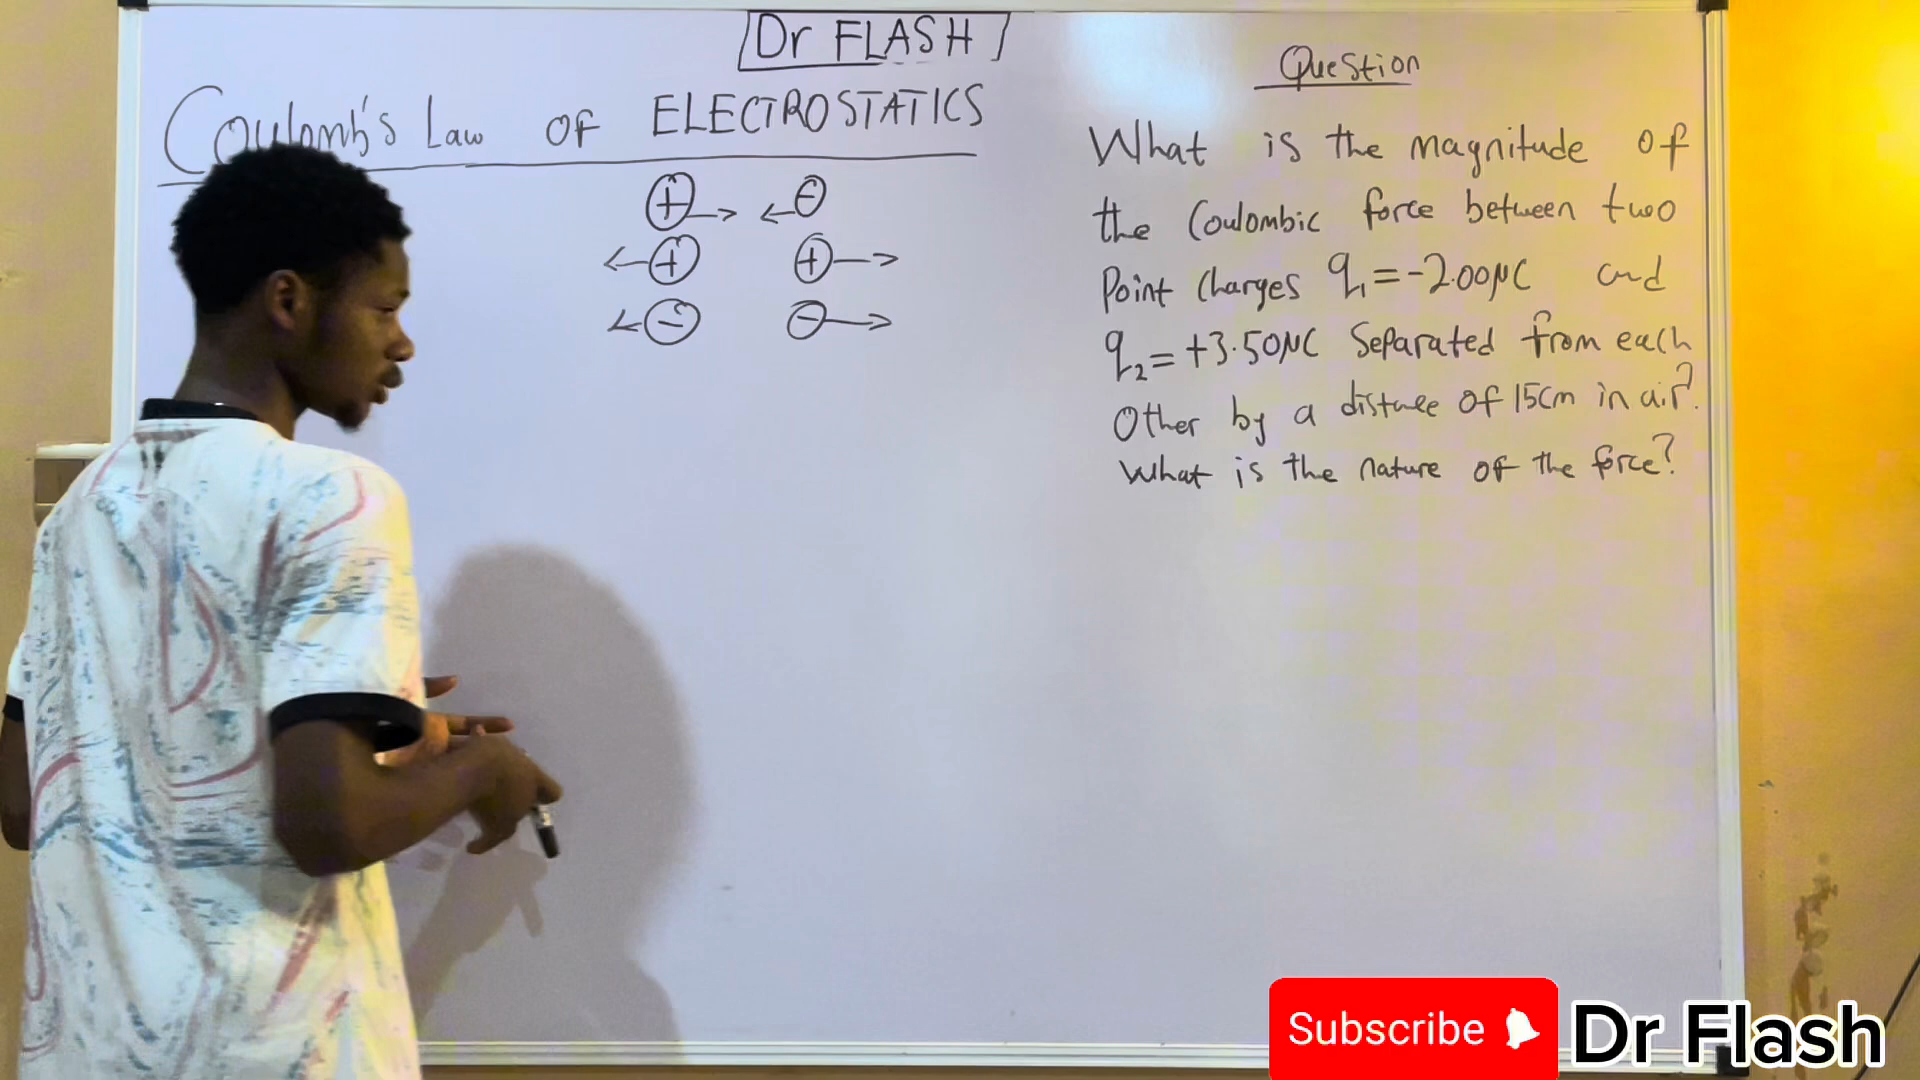 Dr FLASH
Coulomb's Law OF ELECTROSTATICS
+ -
+ +
- -
Question
What is the magnitude of
the Coulombic force between two
Point Charges q₁ = -2.00μC and
q₂ = +3.50μC Separated from each
Other by a distance of 15cm in air?
What is the nature of the force?
Subscribe
Dr Flash